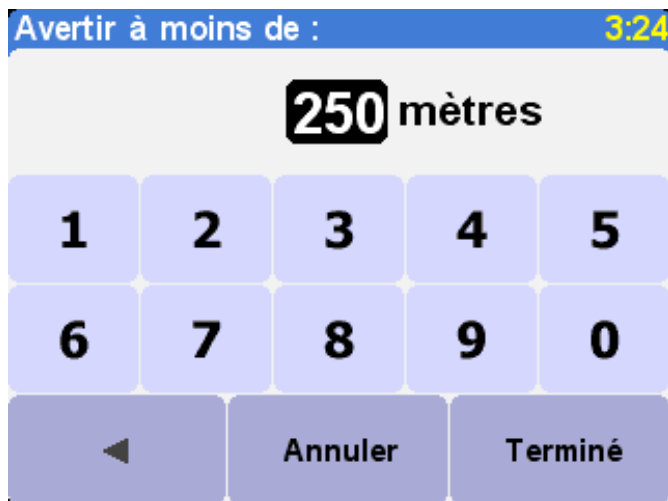 Avertir à moins de : 3:24
250 mètres
1 2 3 4 5
6 7 8 9 0
Annuler Terminé